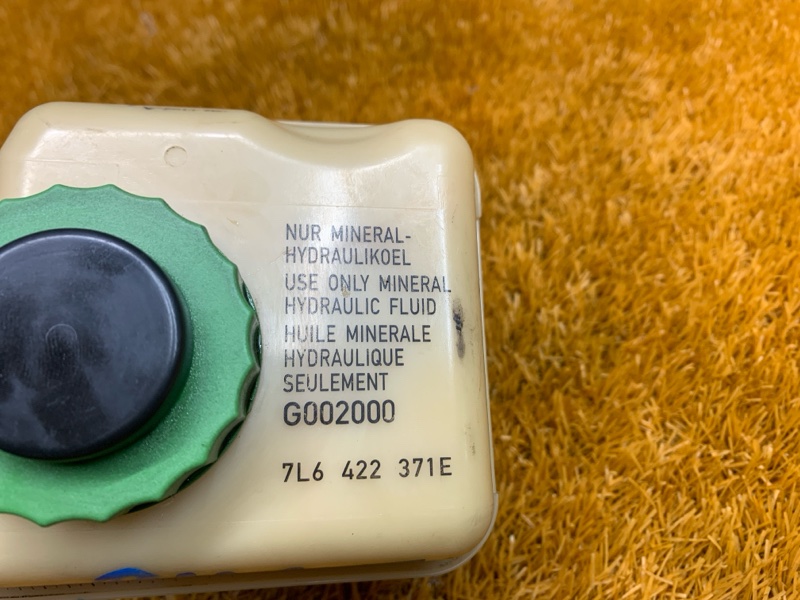 NUR MINERAL-
HYDRAULIKOEL
USE ONLY MINERAL
HYDRAULIC FLUID
HUILE MINERALE
HYDRAULIQUE
SEULEMENT
G002000
7L6 422 371E